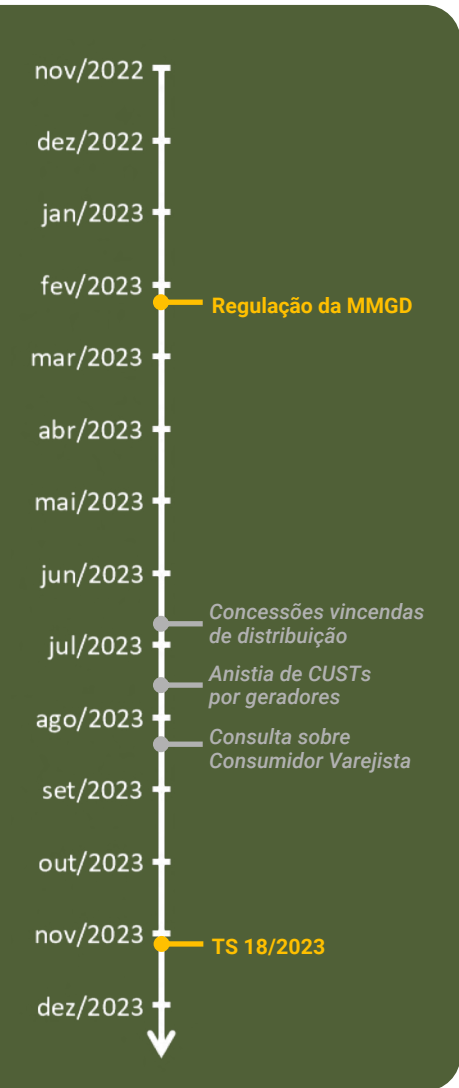 nov/2022
dez/2022
jan/2023
fev/2023
Regulação da MMGD
mar/2023
abr/2023
mai/2023
jun/2023
Concessões vincendas
de distribuição
jul/2023
Anistia de CUSTs
por geradores
ago/2023
Consulta sobre
Consumidor Varejista
set/2023
out/2023
nov/2023
TS 18/2023
dez/2023